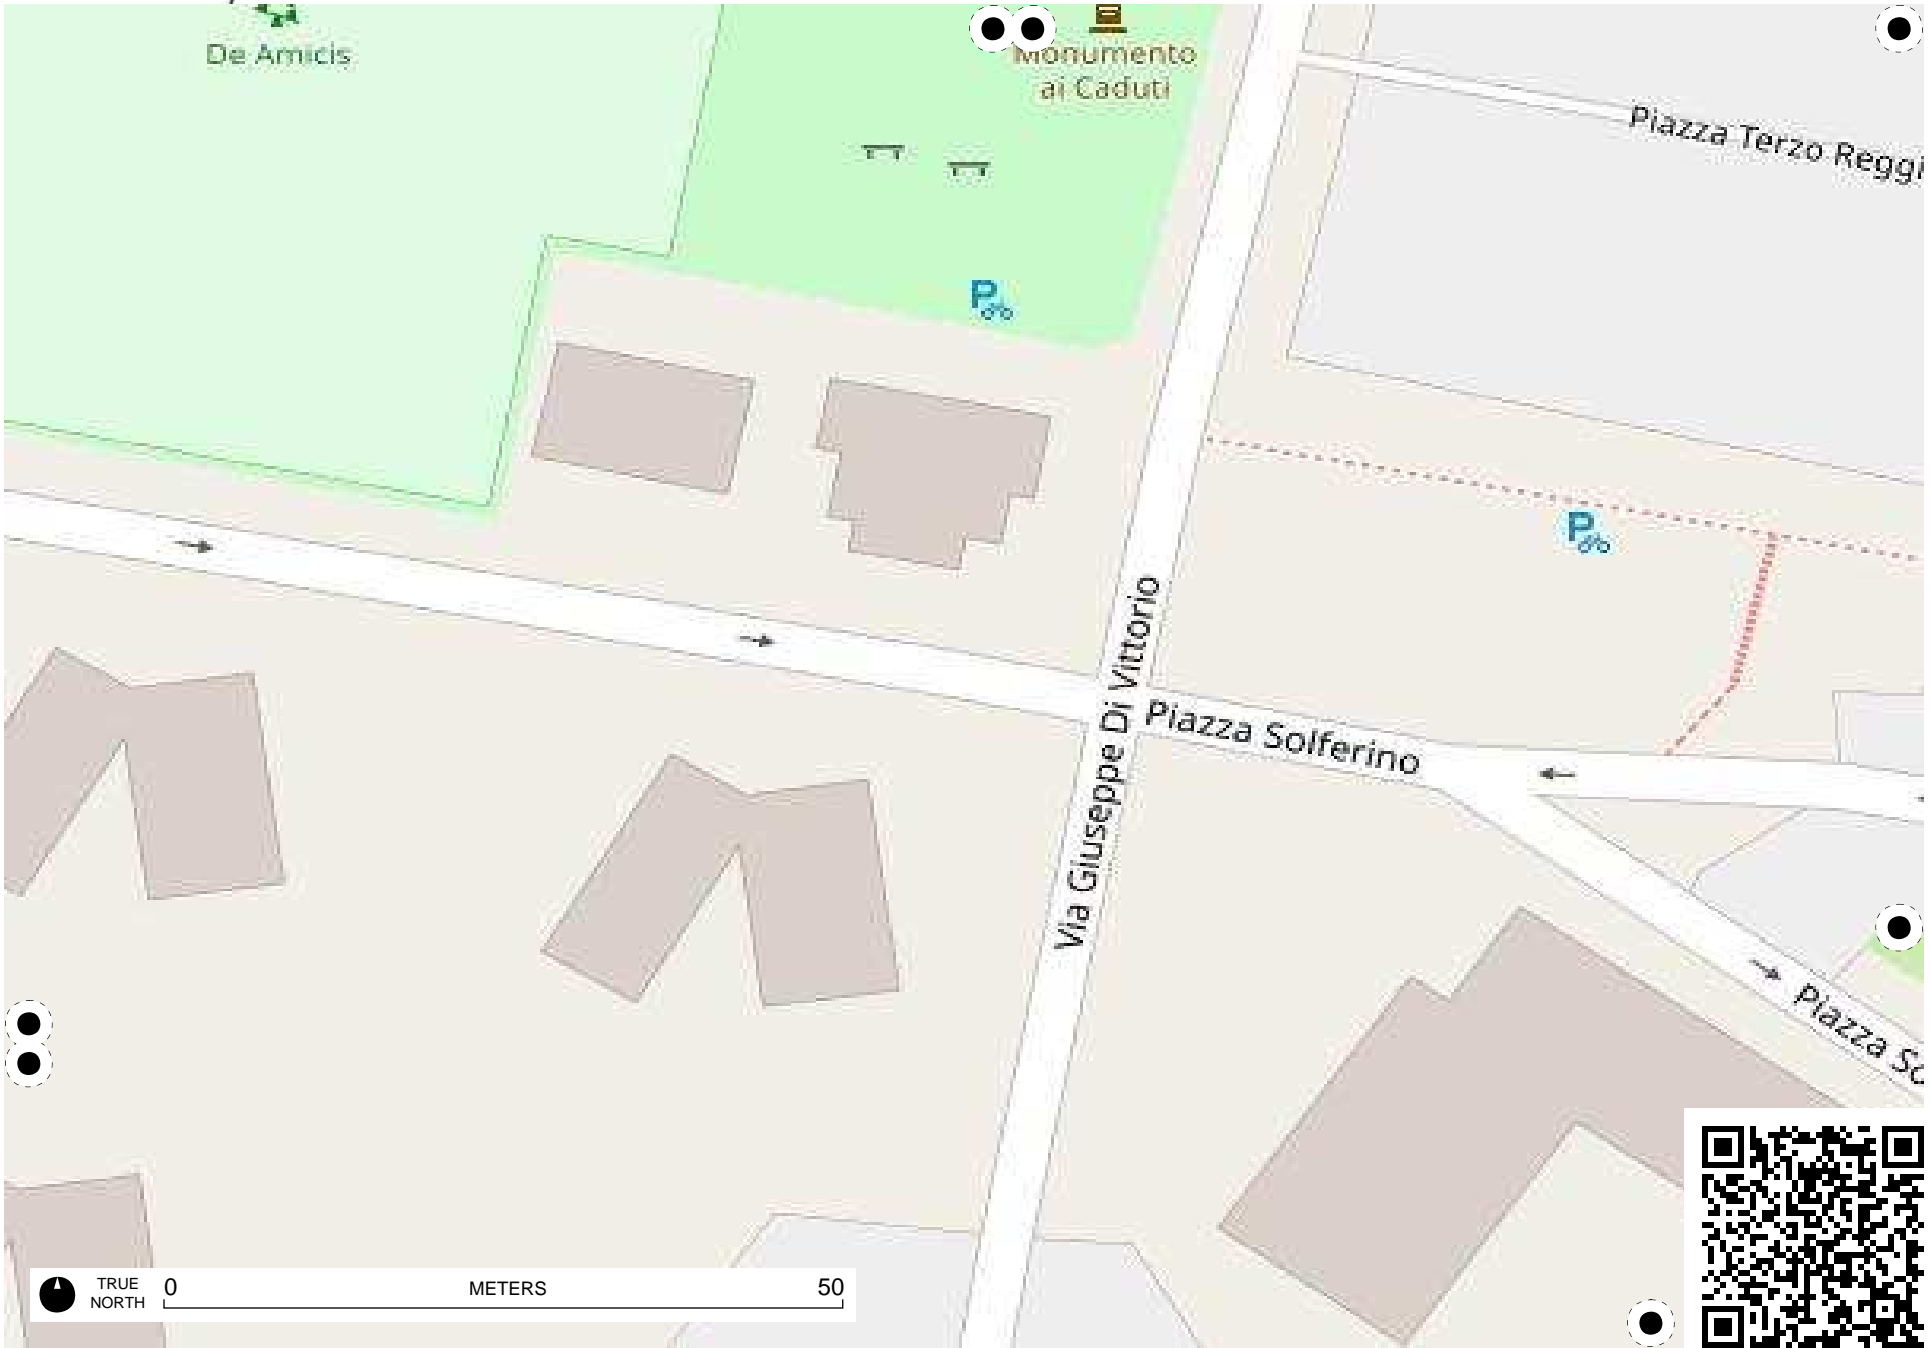 De Amicis
Monumento
ai Caduti
Piazza Terzo Reggi
P
P
Via Giuseppe Di Vittorio
Piazza Solferino
Piazza So
TRUE
NORTH
0
METERS
50